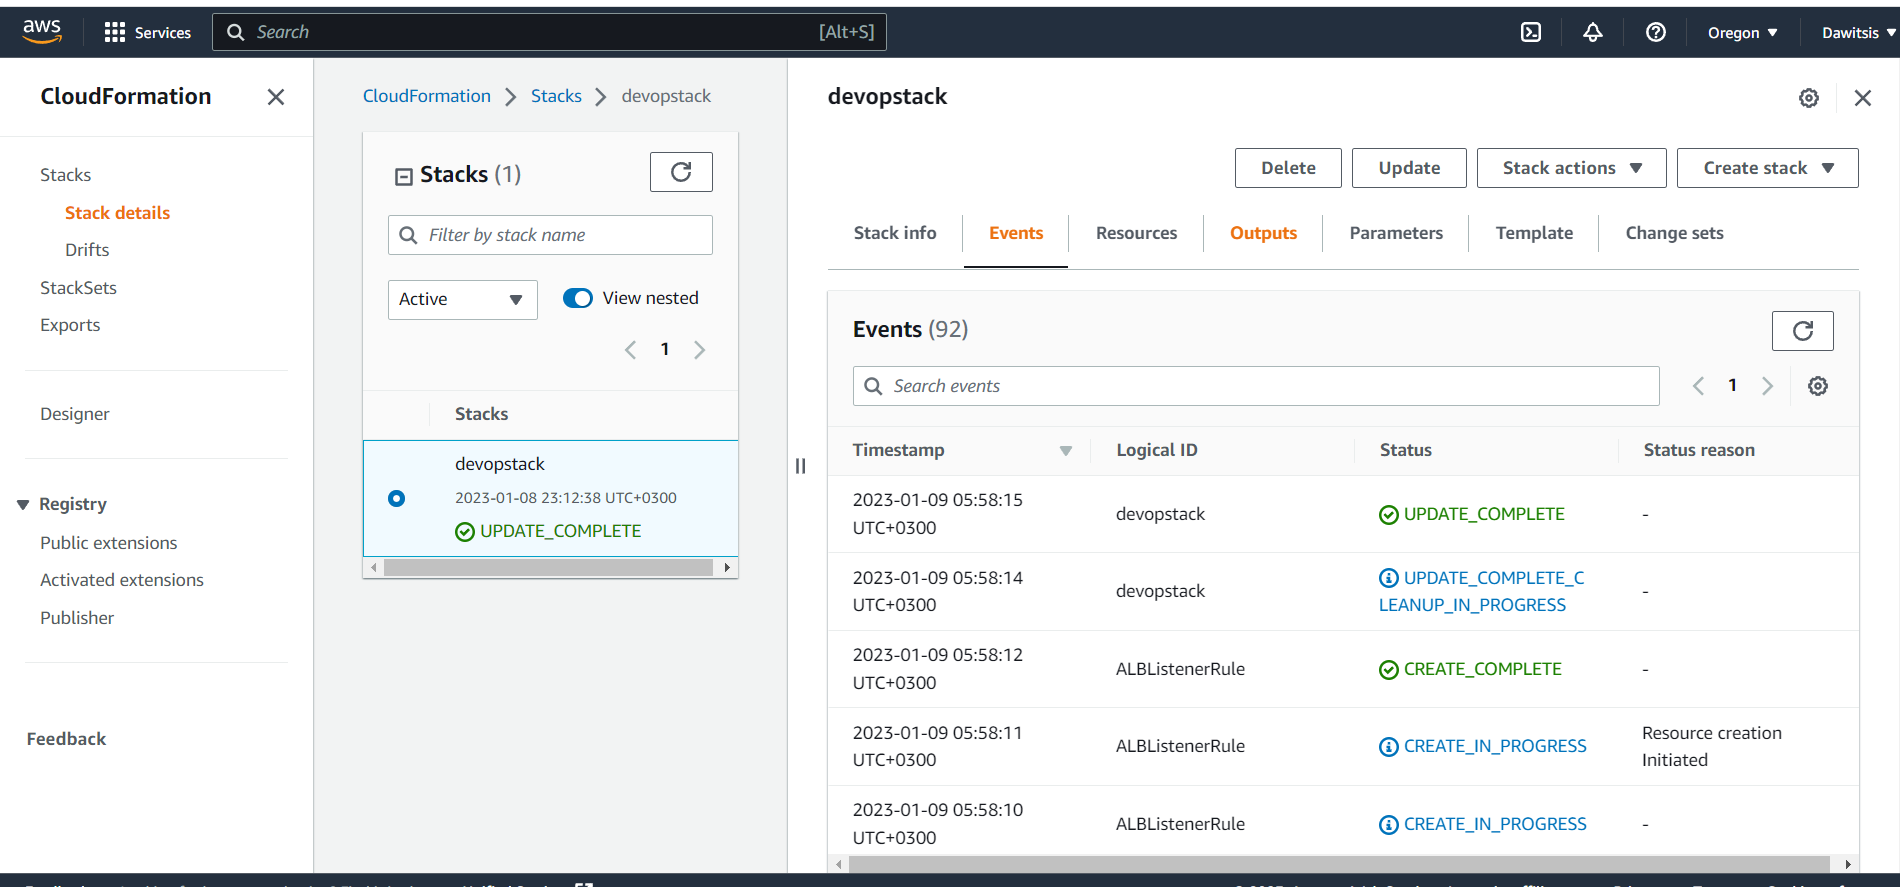 aws
Services
Search
[Alt+S]
Oregon
Dawitsis
CloudFormation
Stacks
Stack details
Drifts
StackSets
Exports
Designer
Registry
Public extensions
Activated extensions
Publisher
Feedback
CloudFormation
Stacks
devopstack
Stacks (1)
Filter by stack name
Active
View nested
1
Stacks
devopstack
2023-01-08 23:12:38 UTC+0300
UPDATE_COMPLETE
devopstack
Delete
Update
Stack actions
Create stack
Stack info
Events
Resources
Outputs
Parameters
Template
Change sets
Events (92)
Search events
1
Timestamp
Logical ID
Status
Status reason
2023-01-09 05:58:15
UTC+0300
devopstack
UPDATE_COMPLETE
-
2023-01-09 05:58:14
UTC+0300
devopstack
UPDATE_COMPLETE_C
LEANUP_IN_PROGRESS
-
2023-01-09 05:58:12
UTC+0300
ALBListenerRule
CREATE_COMPLETE
-
2023-01-09 05:58:11
UTC+0300
ALBListenerRule
CREATE_IN_PROGRESS
Resource creation
Initiated
2023-01-09 05:58:10
UTC+0300
ALBListenerRule
CREATE_IN_PROGRESS
-